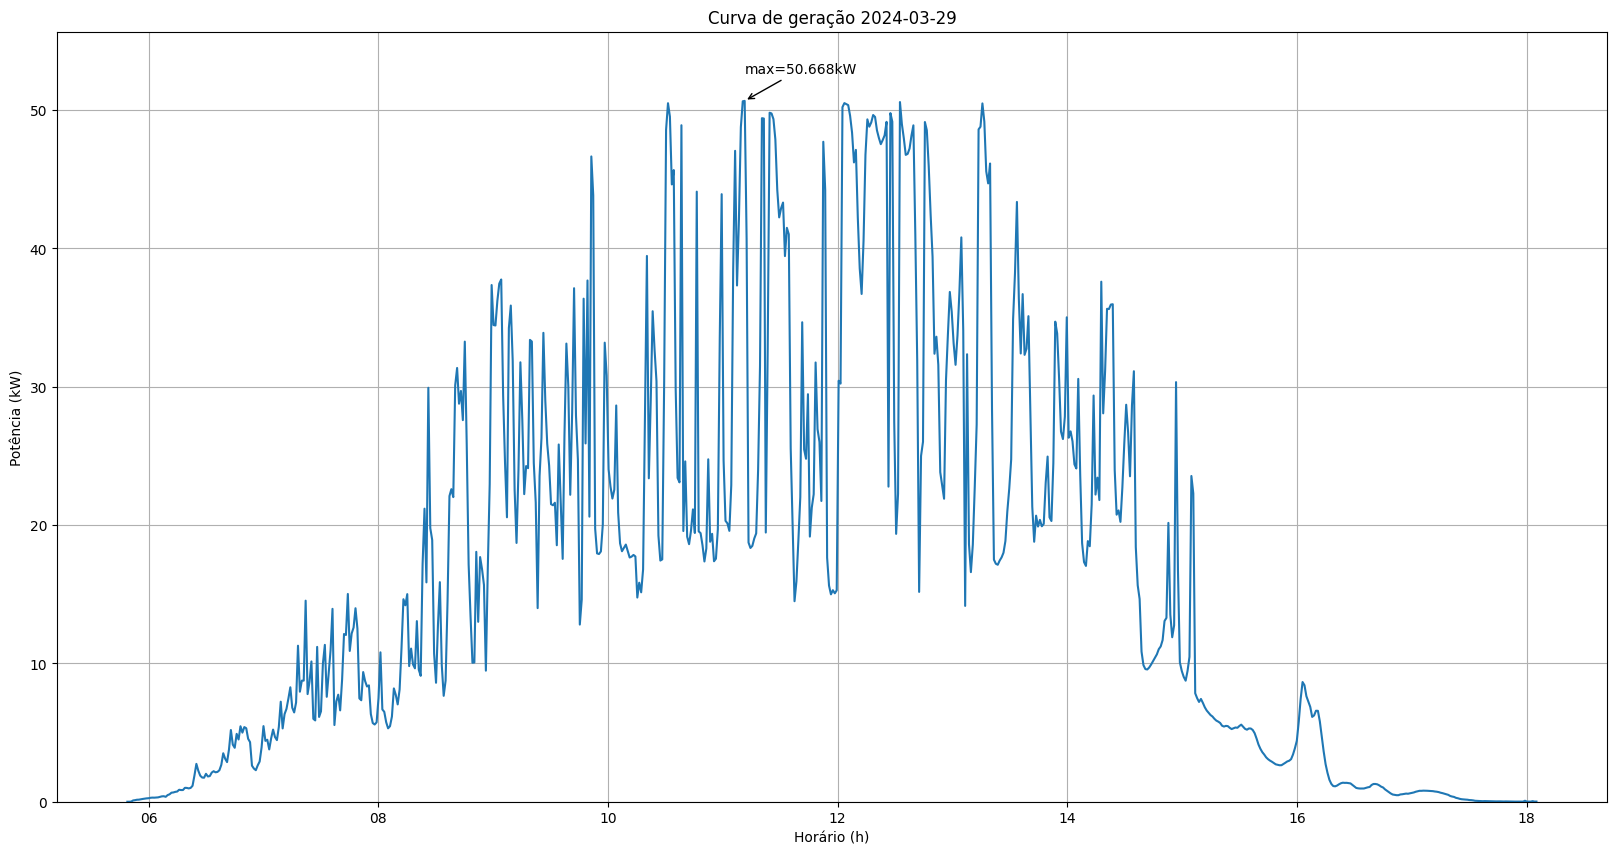 Curva de geração 2024-03-29
max=50.668kW
Potência (kW)
50
40
30
20
10
0
06 08 10 12 14 16 18
Horário (h)